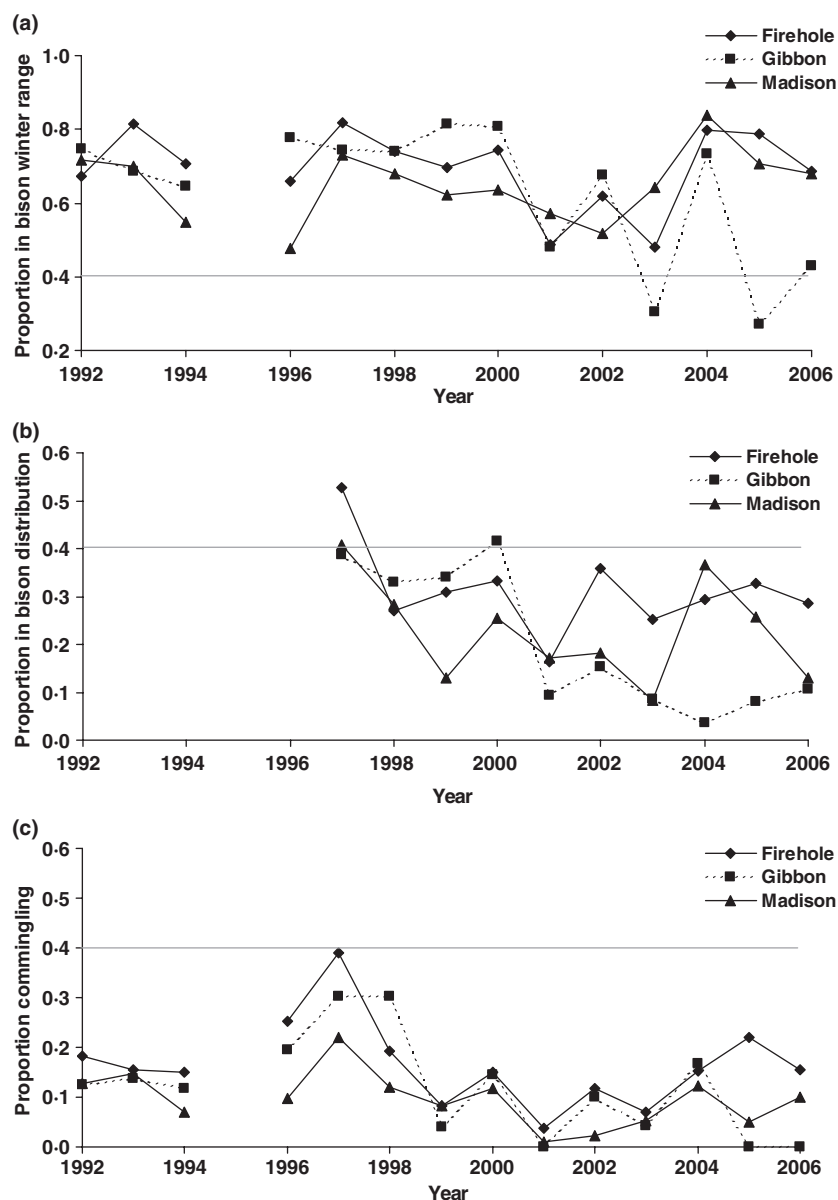 (a)
Firehole
Gibbon
Madison
Proportion in bison winter range
1·0
0·8
0·6
0·4
0·2
1992 1994 1996 1998 2000 2002 2004 2006
Year
(b)
Firehole
Gibbon
Madison
Proportion in bison distribution
0·6
0·5
0·4
0·3
0·2
0·1
0·0
1992 1994 1996 1998 2000 2002 2004 2006
Year
(c)
Firehole
Gibbon
Madison
Proportion commingling
0·6
0·5
0·4
0·3
0·2
0·1
0·0
1992 1994 1996 1998 2000 2002 2004 2006
Year